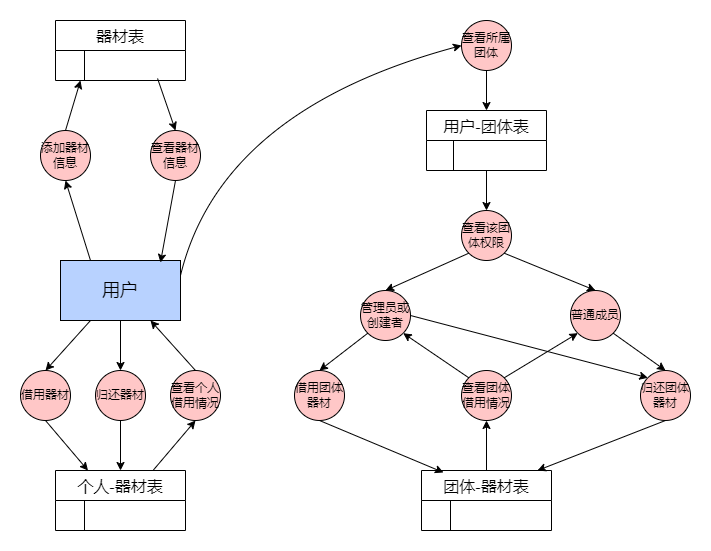 器材表
查看所属
团体
用户-团体表
添加器材
信息
查看器材
信息
查看该团
体权限
用户
管理员或
创建者
普通成员
借用器材
归还器材
查看个人
借用情况
借用团体
器材
查看团体
借用情况
归还团体
器材
个人-器材表
团体-器材表